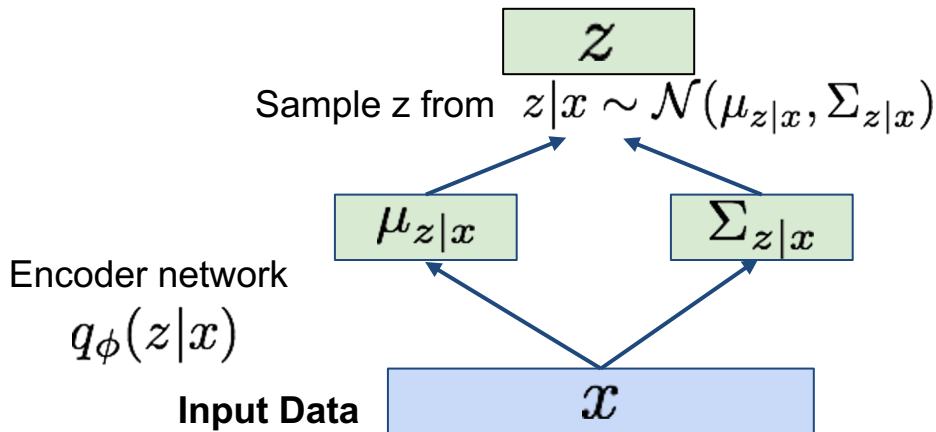 z
Sample z from z|x ∼ 𝒩(μ_{z|x}, Σ_{z|x})
μ_{z|x} Σ_{z|x}
Encoder network
q_ϕ(z|x)
Input Data x